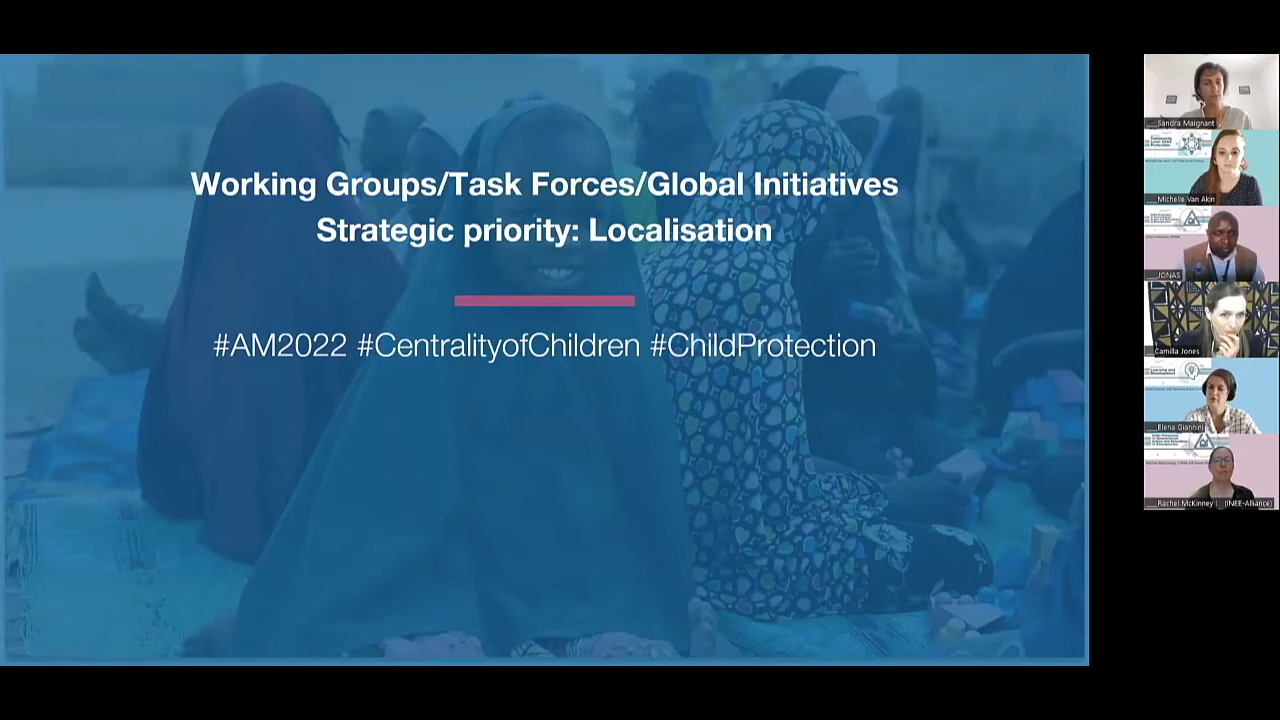 Working Groups/Task Forces/Global Initiatives
Strategic priority: Localisation
#AM2022 #CentralityofChildren #ChildProtection
Sandra Maignant
Michelle Van Akin
JONAS
Camilla Jones
Elena Giannini
Rachel McKinney
(INEE-Alliance)